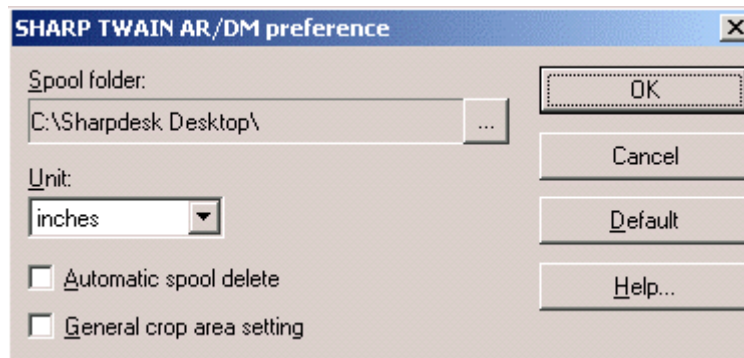 SHARP TWAIN AR/DM preference
Spool folder:
C:\Sharpdesk Desktop\
...
Unit:
inches
Automatic spool delete
General crop area setting
OK
Cancel
Default
Help...